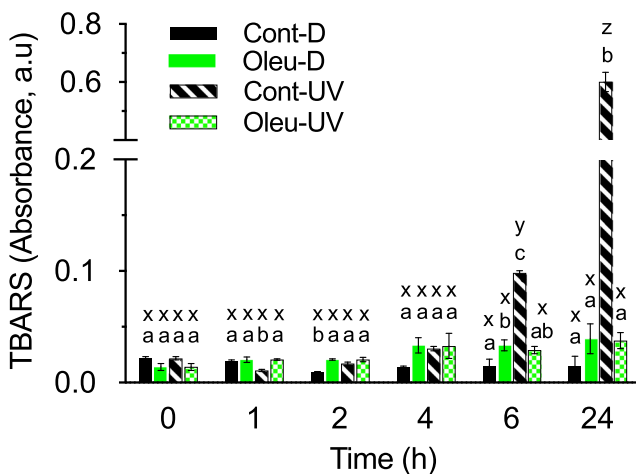 TBARS (Absorbance, a.u)
Cont-D
Oleu-D
Cont-UV
Oleu-UV
0.8
0.6
0.2
0.1
0.0
x x x x
a a a a
x x x x
a a b a
x x x x
b a a a
x x x x
a a a a
x x y x
a b c ab
x x z x
a a b a
0 1 2 4 6 24
Time (h)